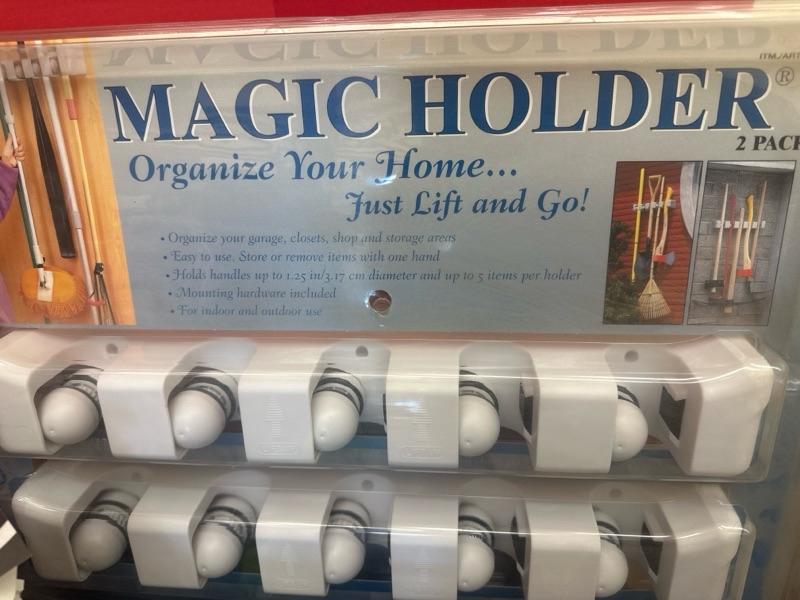 ITM./ART
MAGIC HOLDER®
2 PACK
Organize Your Home...
Just Lift and Go!
• Organize your garage, closets, shop and storage areas
• Easy to use. Store or remove items with one hand
• Holds handles up to 1.25 in/3.17 cm diameter and up to 5 items per holder
• Mounting hardware included
• For indoor and outdoor use